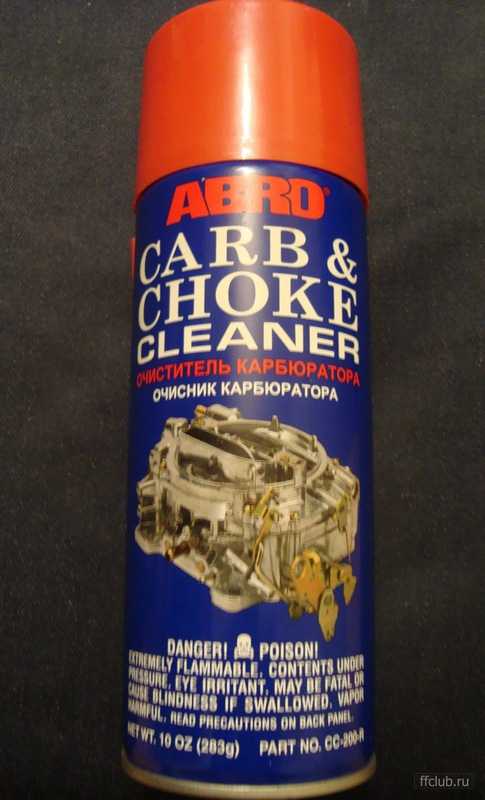 ABRO®
CARB &
CHOKE
CLEANER
ОЧИСТИТЕЛЬ КАРБЮРАТОРА
ОЧИСНИК КАРБЮРАТОРА
DANGER! POISON!
EXTREMELY FLAMMABLE. CONTENTS UNDER
PRESSURE. EYE IRRITANT. MAY BE FATAL OR
CAUSE BLINDNESS IF SWALLOWED. VAPOR
HARMFUL. READ PRECAUTIONS ON BACK PANEL.
NET WT. 10 OZ (283g) PART NO. CC-200-R
ffclub.ru